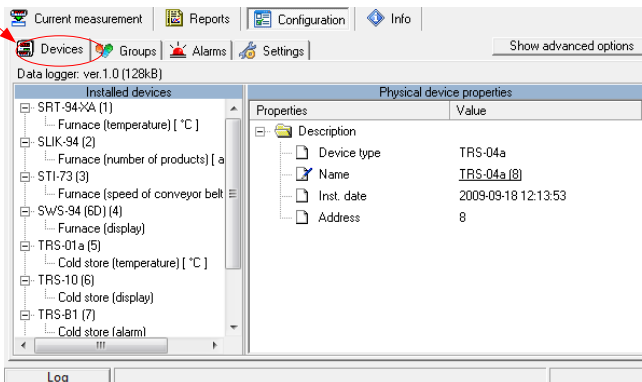 Current measurement Reports Configuration Info
Devices Groups Alarms Settings Show advanced options
Data logger: ver.1.0 (128kB)
Installed devices
SRT-94-XA (1)
Furnace (temperature) [ °C ]
SLIK-94 (2)
Furnace (number of products) [ a
STI-73 (3)
Furnace (speed of conveyor belt
SWS-94 (6D) (4)
Furnace (display)
TRS-01a (5)
Cold store (temperature) [ °C ]
TRS-10 (6)
Cold store (display)
TRS-B1 (7)
Cold store (alarm)
Physical device properties
Properties Value
Description
Device type TRS-04a
Name TRS-04a (8)
Inst. date 2009-09-18 12:13:53
Address 8
Log